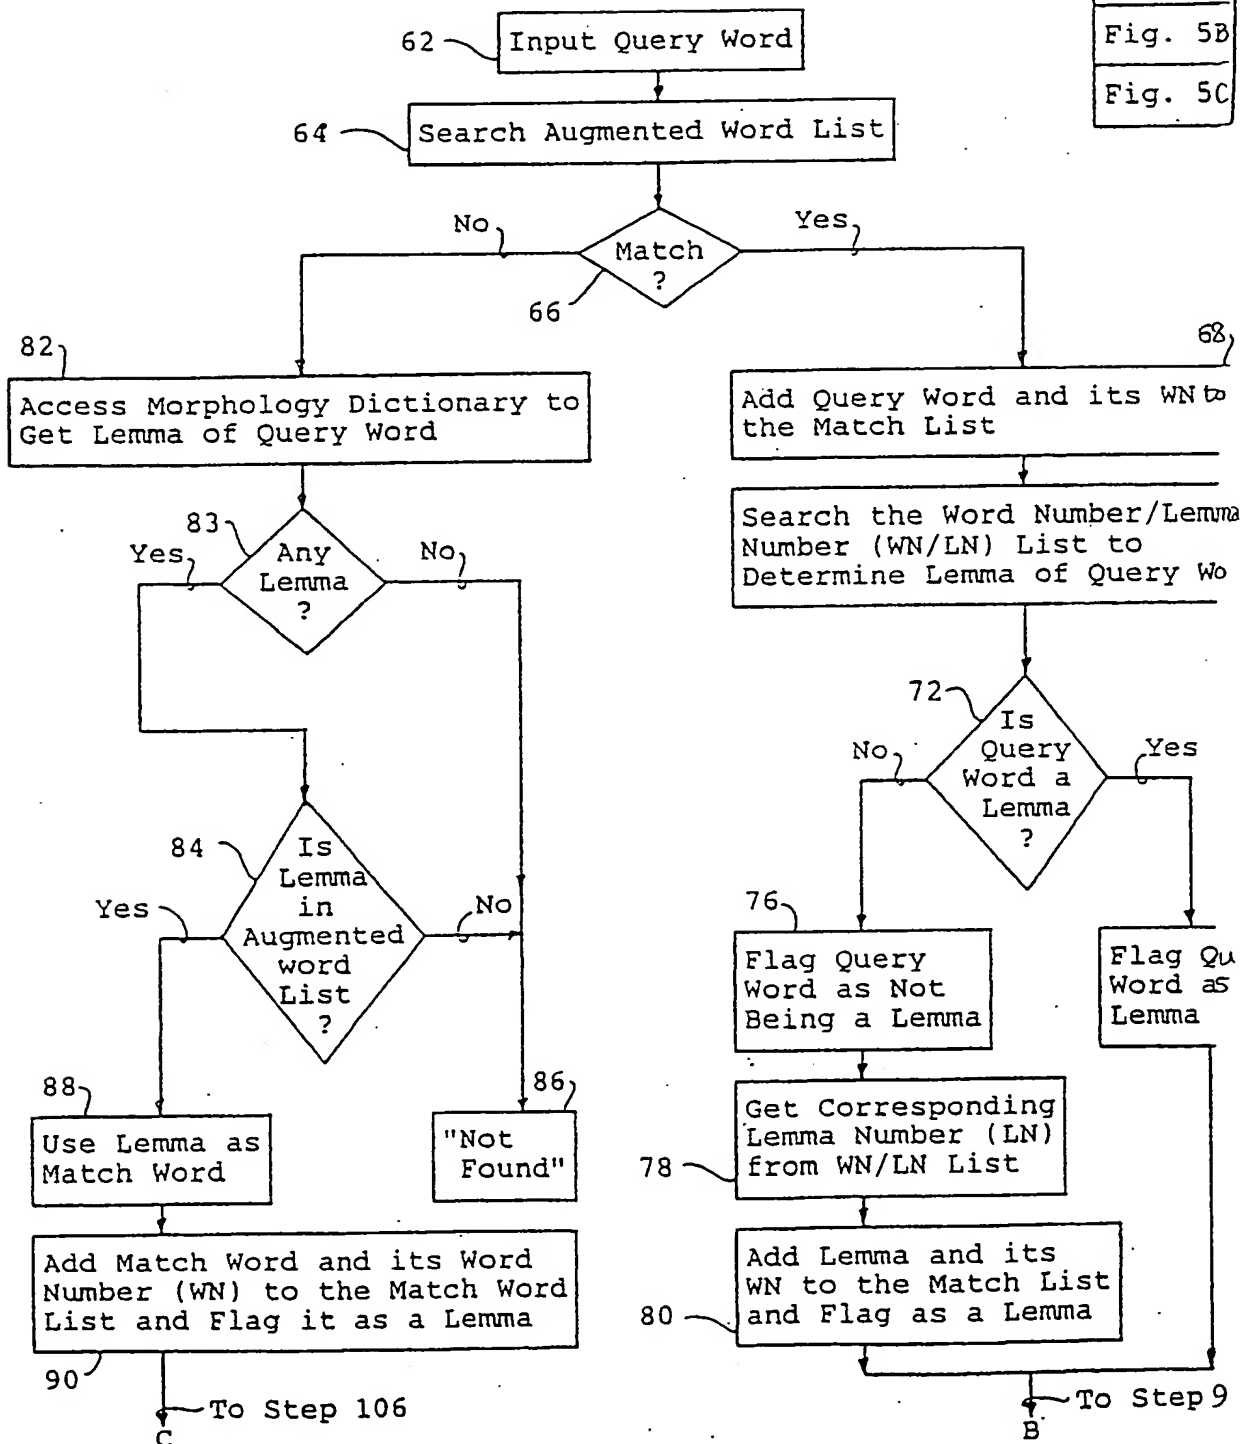 Fig. 5B
Fig. 5C
62
Input Query Word
64
Search Augmented Word List
No
Yes
Match
?
66
82
Access Morphology Dictionary to
Get Lemma of Query Word
68
Add Query Word and its WN to
the Match List
Search the Word Number/Lemma
Number (WN/LN) List to
Determine Lemma of Query Wo
83
Yes
Any
Lemma
?
No
72
No
Is
Query
Word a
Lemma
?
Yes
84
Yes
Is
Lemma
in
Augmented
word
List
?
No
76
Flag Query
Word as Not
Being a Lemma
Flag Qu
Word as
Lemma
88
Use Lemma as
Match Word
86
"Not
Found"
78
Get Corresponding
Lemma Number (LN)
from WN/LN List
Add Match Word and its Word
Number (WN) to the Match Word
List and Flag it as a Lemma
90
80
Add Lemma and its
WN to the Match List
and Flag as a Lemma
To Step 106
C
To Step 9
B